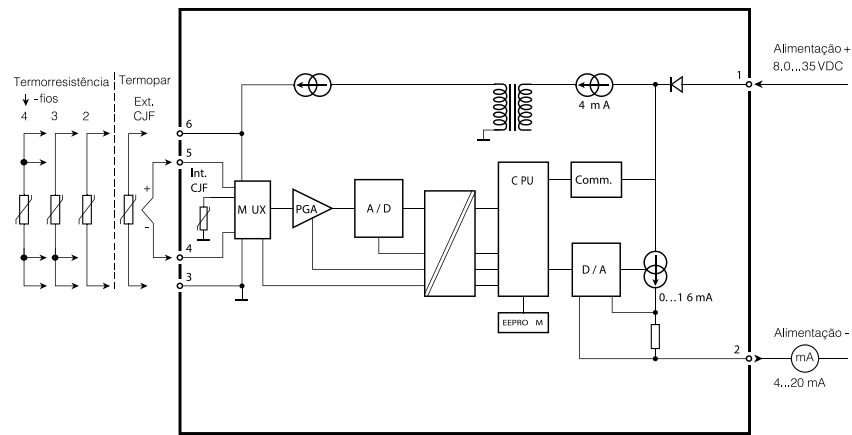 Termorresistência
-fios
4 3 2
Termopar
Ext.
CJF
+
-
6
5
Int.
CJF
4
3
M UX
PGA
A / D
C PU
Comm.
D / A
EEPRO M
4 mA
0...1 6 mA
1
2
Alimentação +
8,0...35 VDC
Alimentação -
mA
4...20 mA